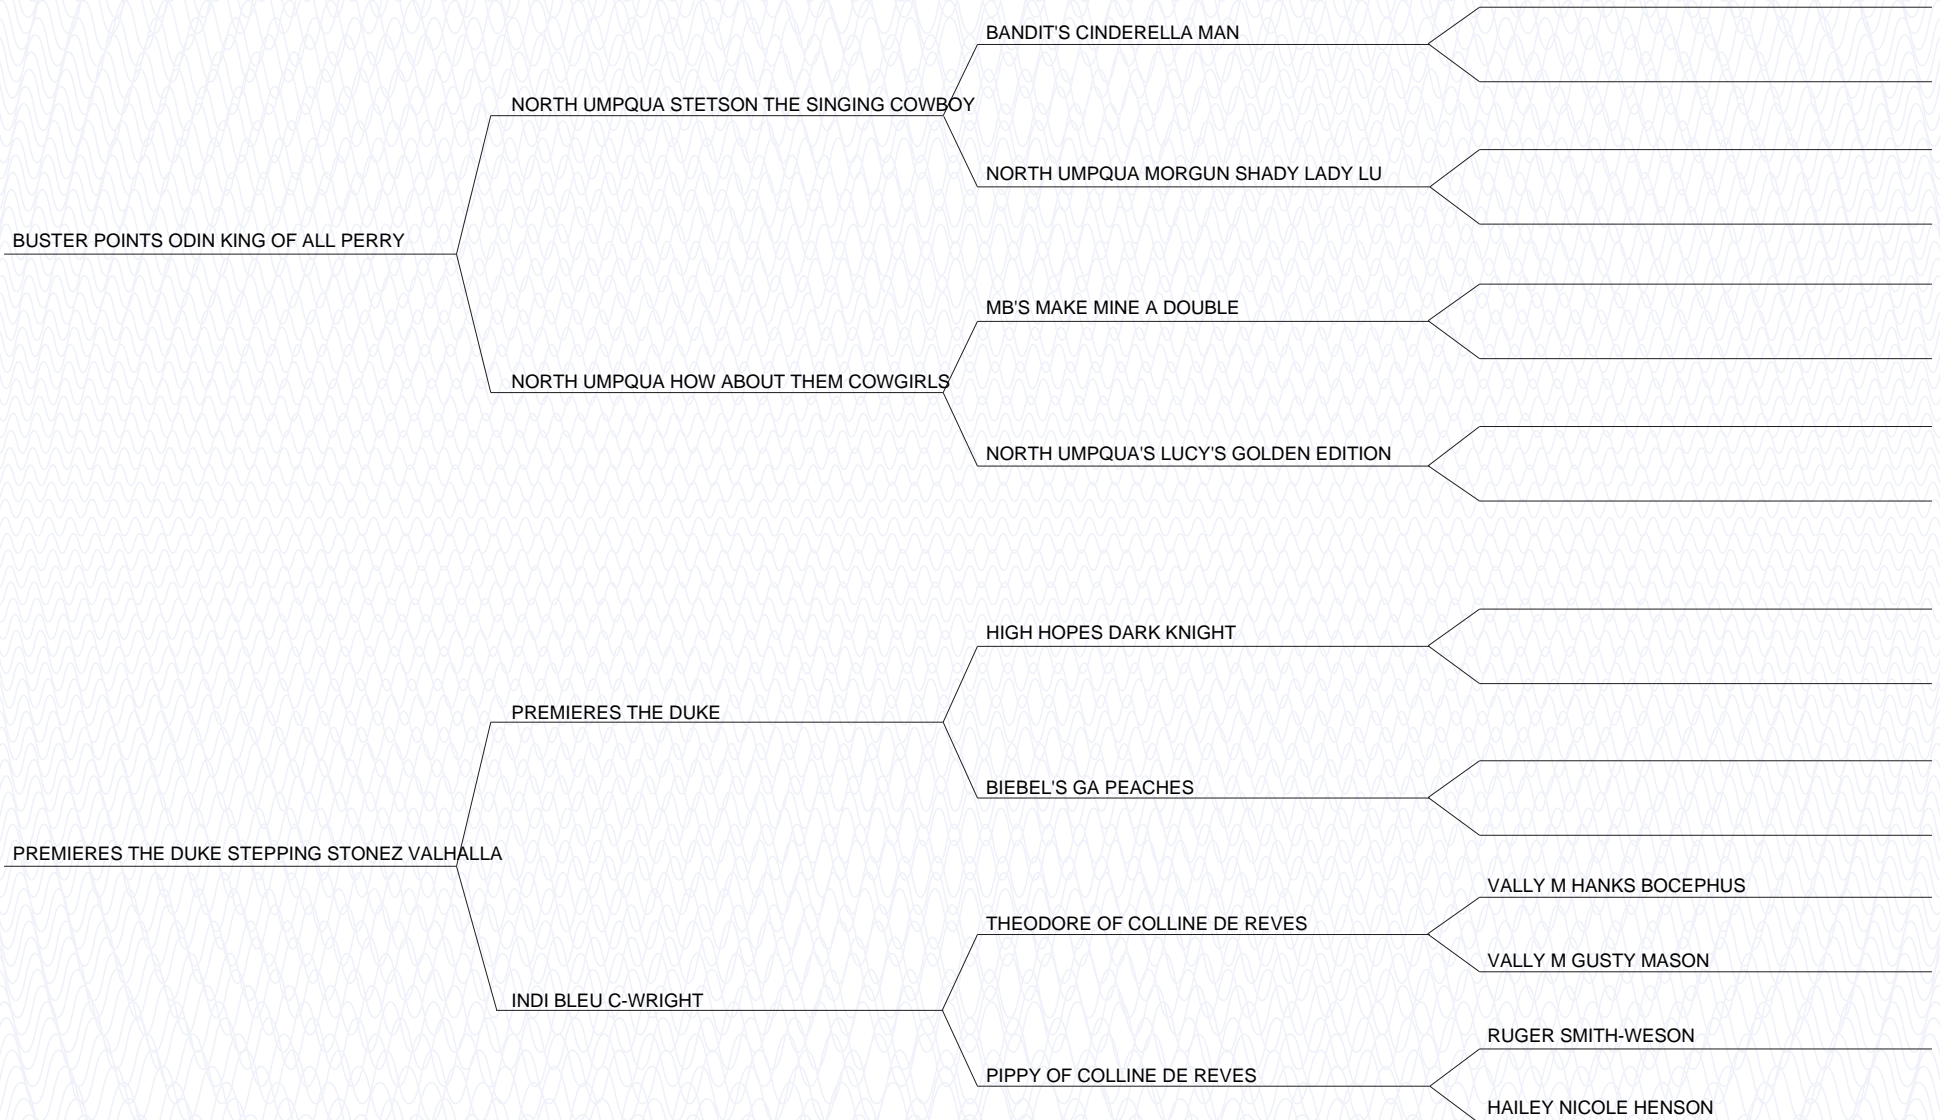 BANDIT'S CINDERELLA MAN
NORTH UMPQUA STETSON THE SINGING COWBOY
NORTH UMPQUA MORGUN SHADY LADY LU
BUSTER POINTS ODIN KING OF ALL PERRY
MB'S MAKE MINE A DOUBLE
NORTH UMPQUA HOW ABOUT THEM COWGIRLS
NORTH UMPQUA'S LUCY'S GOLDEN EDITION
HIGH HOPES DARK KNIGHT
PREMIERES THE DUKE
BIEBEL'S GA PEACHES
PREMIERES THE DUKE STEPPING STONEZ VALHALLA
VALLY M HANKS BOCEPHUS
THEODORE OF COLLINE DE REVES
VALLY M GUSTY MASON
INDI BLEU C-WRIGHT
RUGER SMITH-WESON
PIPPY OF COLLINE DE REVES
HAILEY NICOLE HENSON